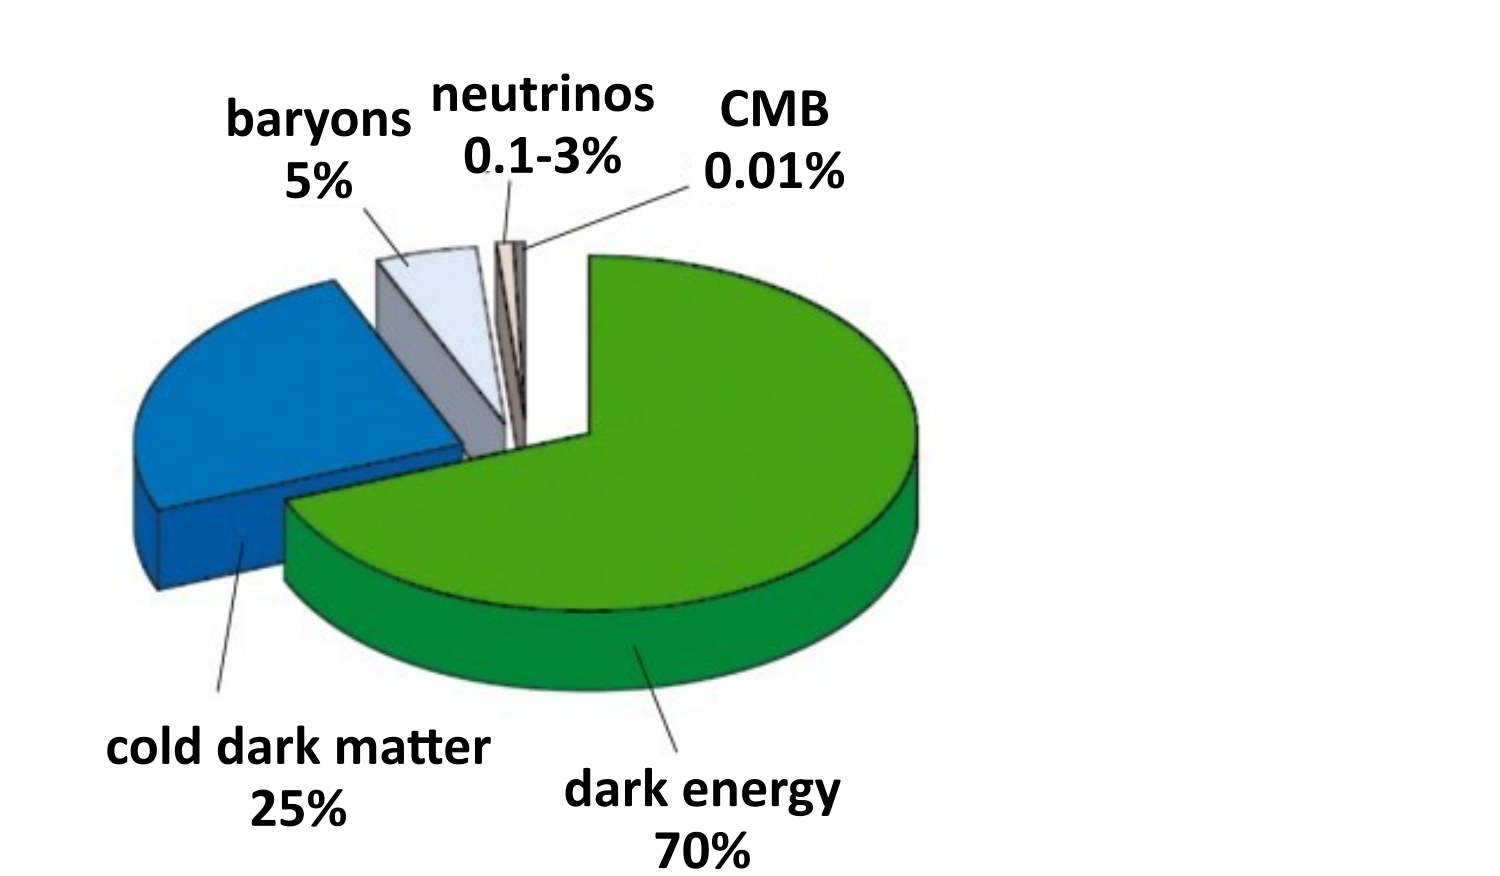 baryons
5%
neutrinos
0.1-3%
CMB
0.01%
cold dark matter
25%
dark energy
70%